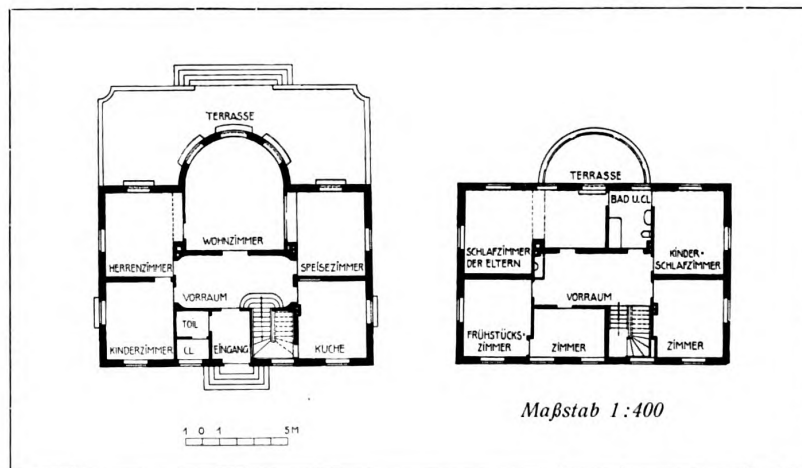 TERRASSE
HERRENZIMMER
WOHNZIMMER
SPEISEZIMMER
VORRAUM
KINDERZIMMER
TOIL
CL
EINGANG
KÜCHE
1 0 1 5M
TERRASSE
BAD U.CL
SCHLAFZIMMER
DER ELTERN
KINDER-
SCHLAFZIMMER
VORRAUM
FRÜHSTÜCKS-
ZIMMER
ZIMMER
ZIMMER
Maßstab 1:400